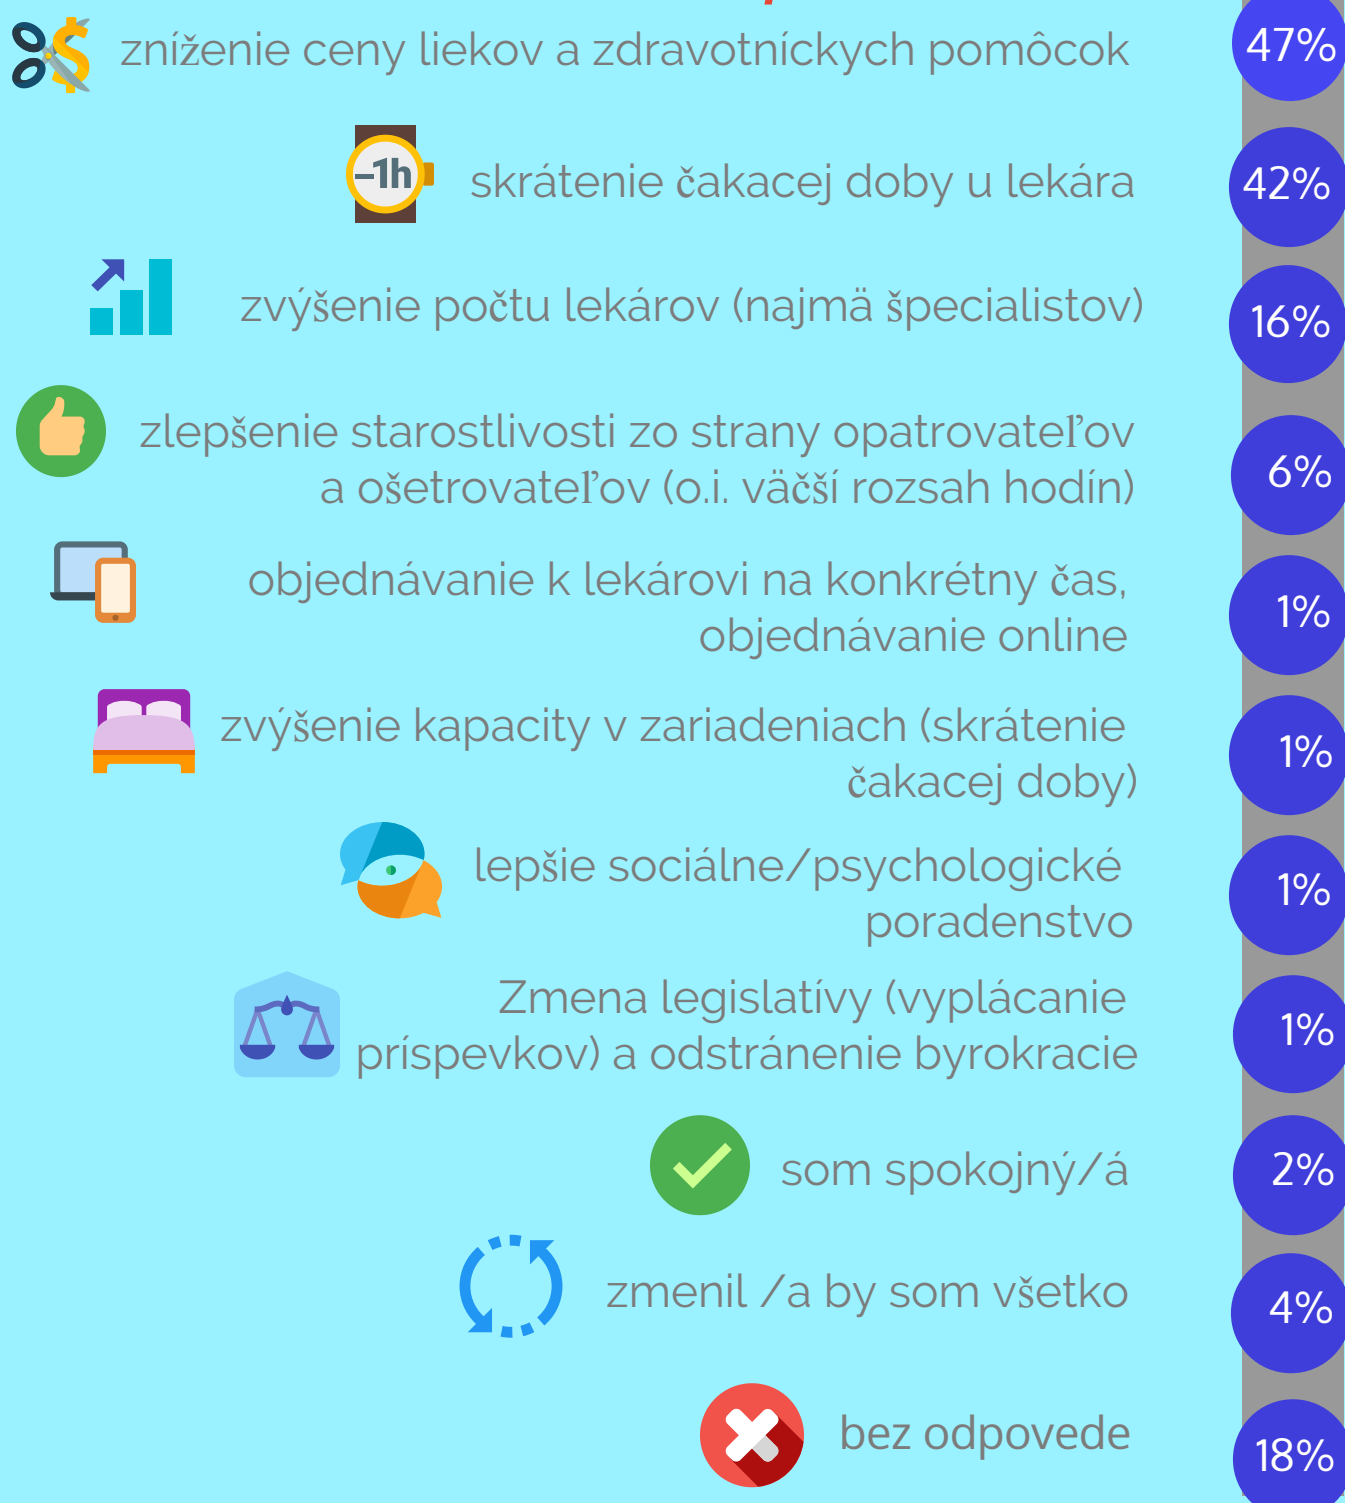 zníženie ceny liekov a zdravotníckych pomôcok 47%
–1h skrátenie čakacej doby u lekára 42%
zvýšenie počtu lekárov (najmä špecialistov) 16%
zlepšenie starostlivosti zo strany opatrovateľov
a ošetrovateľov (o.i. väčší rozsah hodín) 6%
objednávanie k lekárovi na konkrétny čas,
objednávanie online 1%
zvýšenie kapacity v zariadeniach (skrátenie
čakacej doby) 1%
lepšie sociálne/psychologické
poradenstvo 1%
Zmena legislatívy (vyplácanie
príspevkov) a odstránenie byrokracie 1%
som spokojný/á 2%
zmenil /a by som všetko 4%
bez odpovede 18%